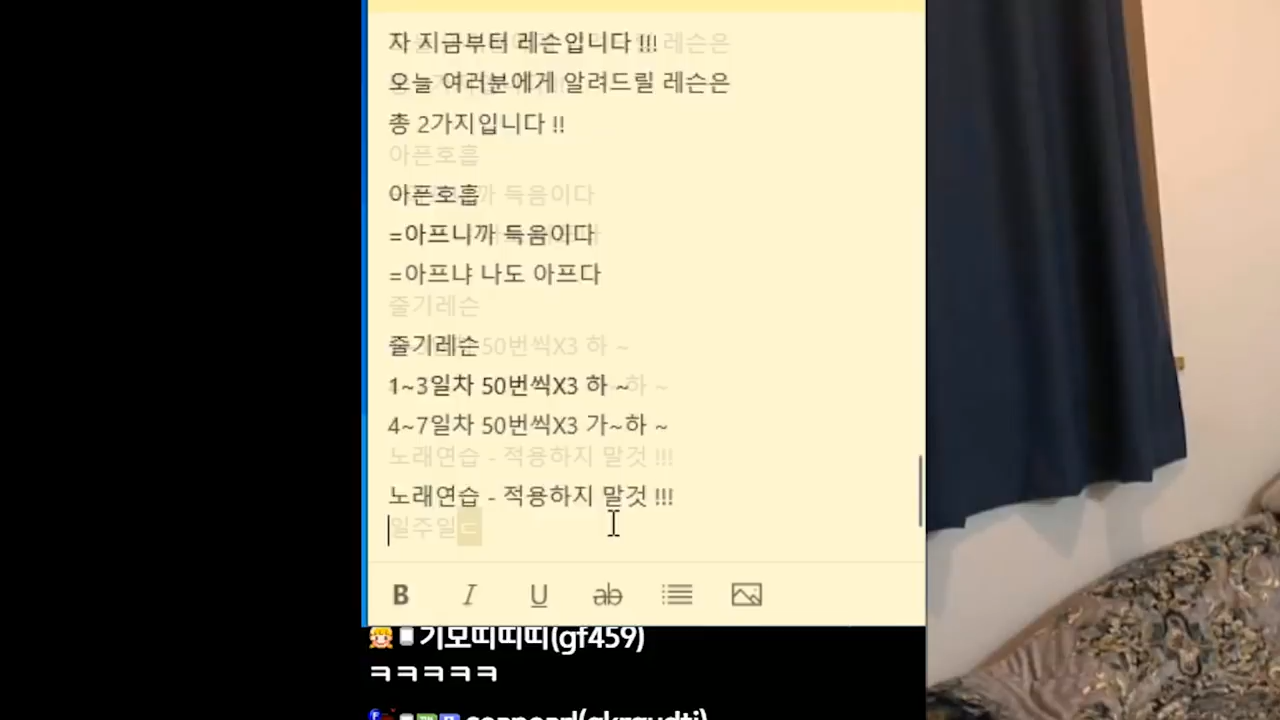 자 지금부터 레슨입니다 !!!
오늘 여러분에게 알려드릴 레슨은
총 2가지입니다 !!
아픈호흡
=아프니까 득음이다
=아프냐 나도 아프다
줄기레슨
1~3일차 50번씩X3 하 ~
4~7일차 50번씩X3 가~하 ~
노래연습 - 적용하지 말것 !!!
일주일ㄷ
B I U ab
기모띠띠띠(gf459)
ㅋㅋㅋㅋㅋ